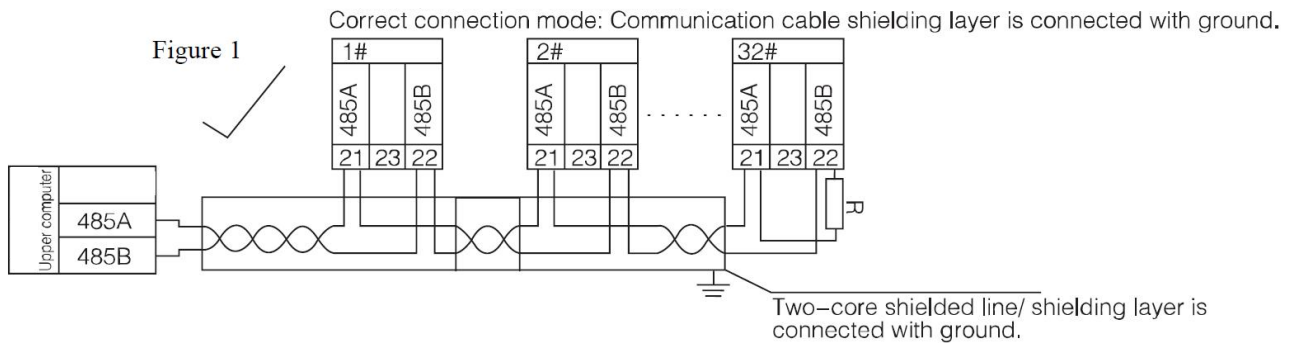 Correct connection mode: Communication cable shielding layer is connected with ground.
Figure 1
1# 2# 32#
485A 485B 485A 485B 485A 485B
21 23 22 21 23 22 21 23 22
Upper computer
485A
485B
R
Two-core shielded line/ shielding layer is
connected with ground.